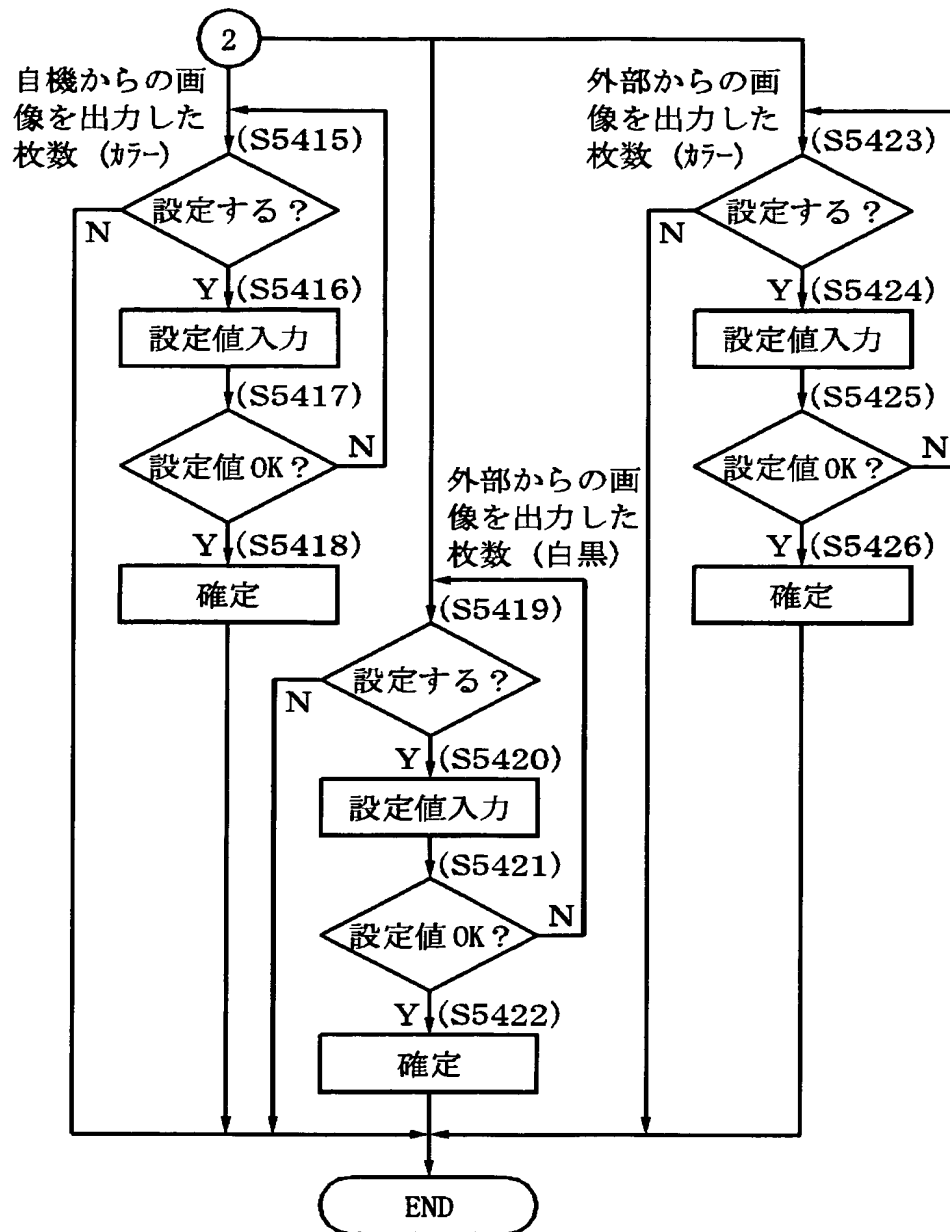 2
自機からの画
像を出力した
枚数 (ｶﾗｰ)
(S5415)
設定する？
N
Y
(S5416)
設定値入力
(S5417)
設定値OK？
N
Y
(S5418)
確定
外部からの画
像を出力した
枚数 (白黒)
(S5419)
設定する？
N
Y
(S5420)
設定値入力
(S5421)
設定値OK？
N
Y
(S5422)
確定
外部からの画
像を出力した
枚数 (ｶﾗｰ)
(S5423)
設定する？
N
Y
(S5424)
設定値入力
(S5425)
設定値OK？
N
Y
(S5426)
確定
END